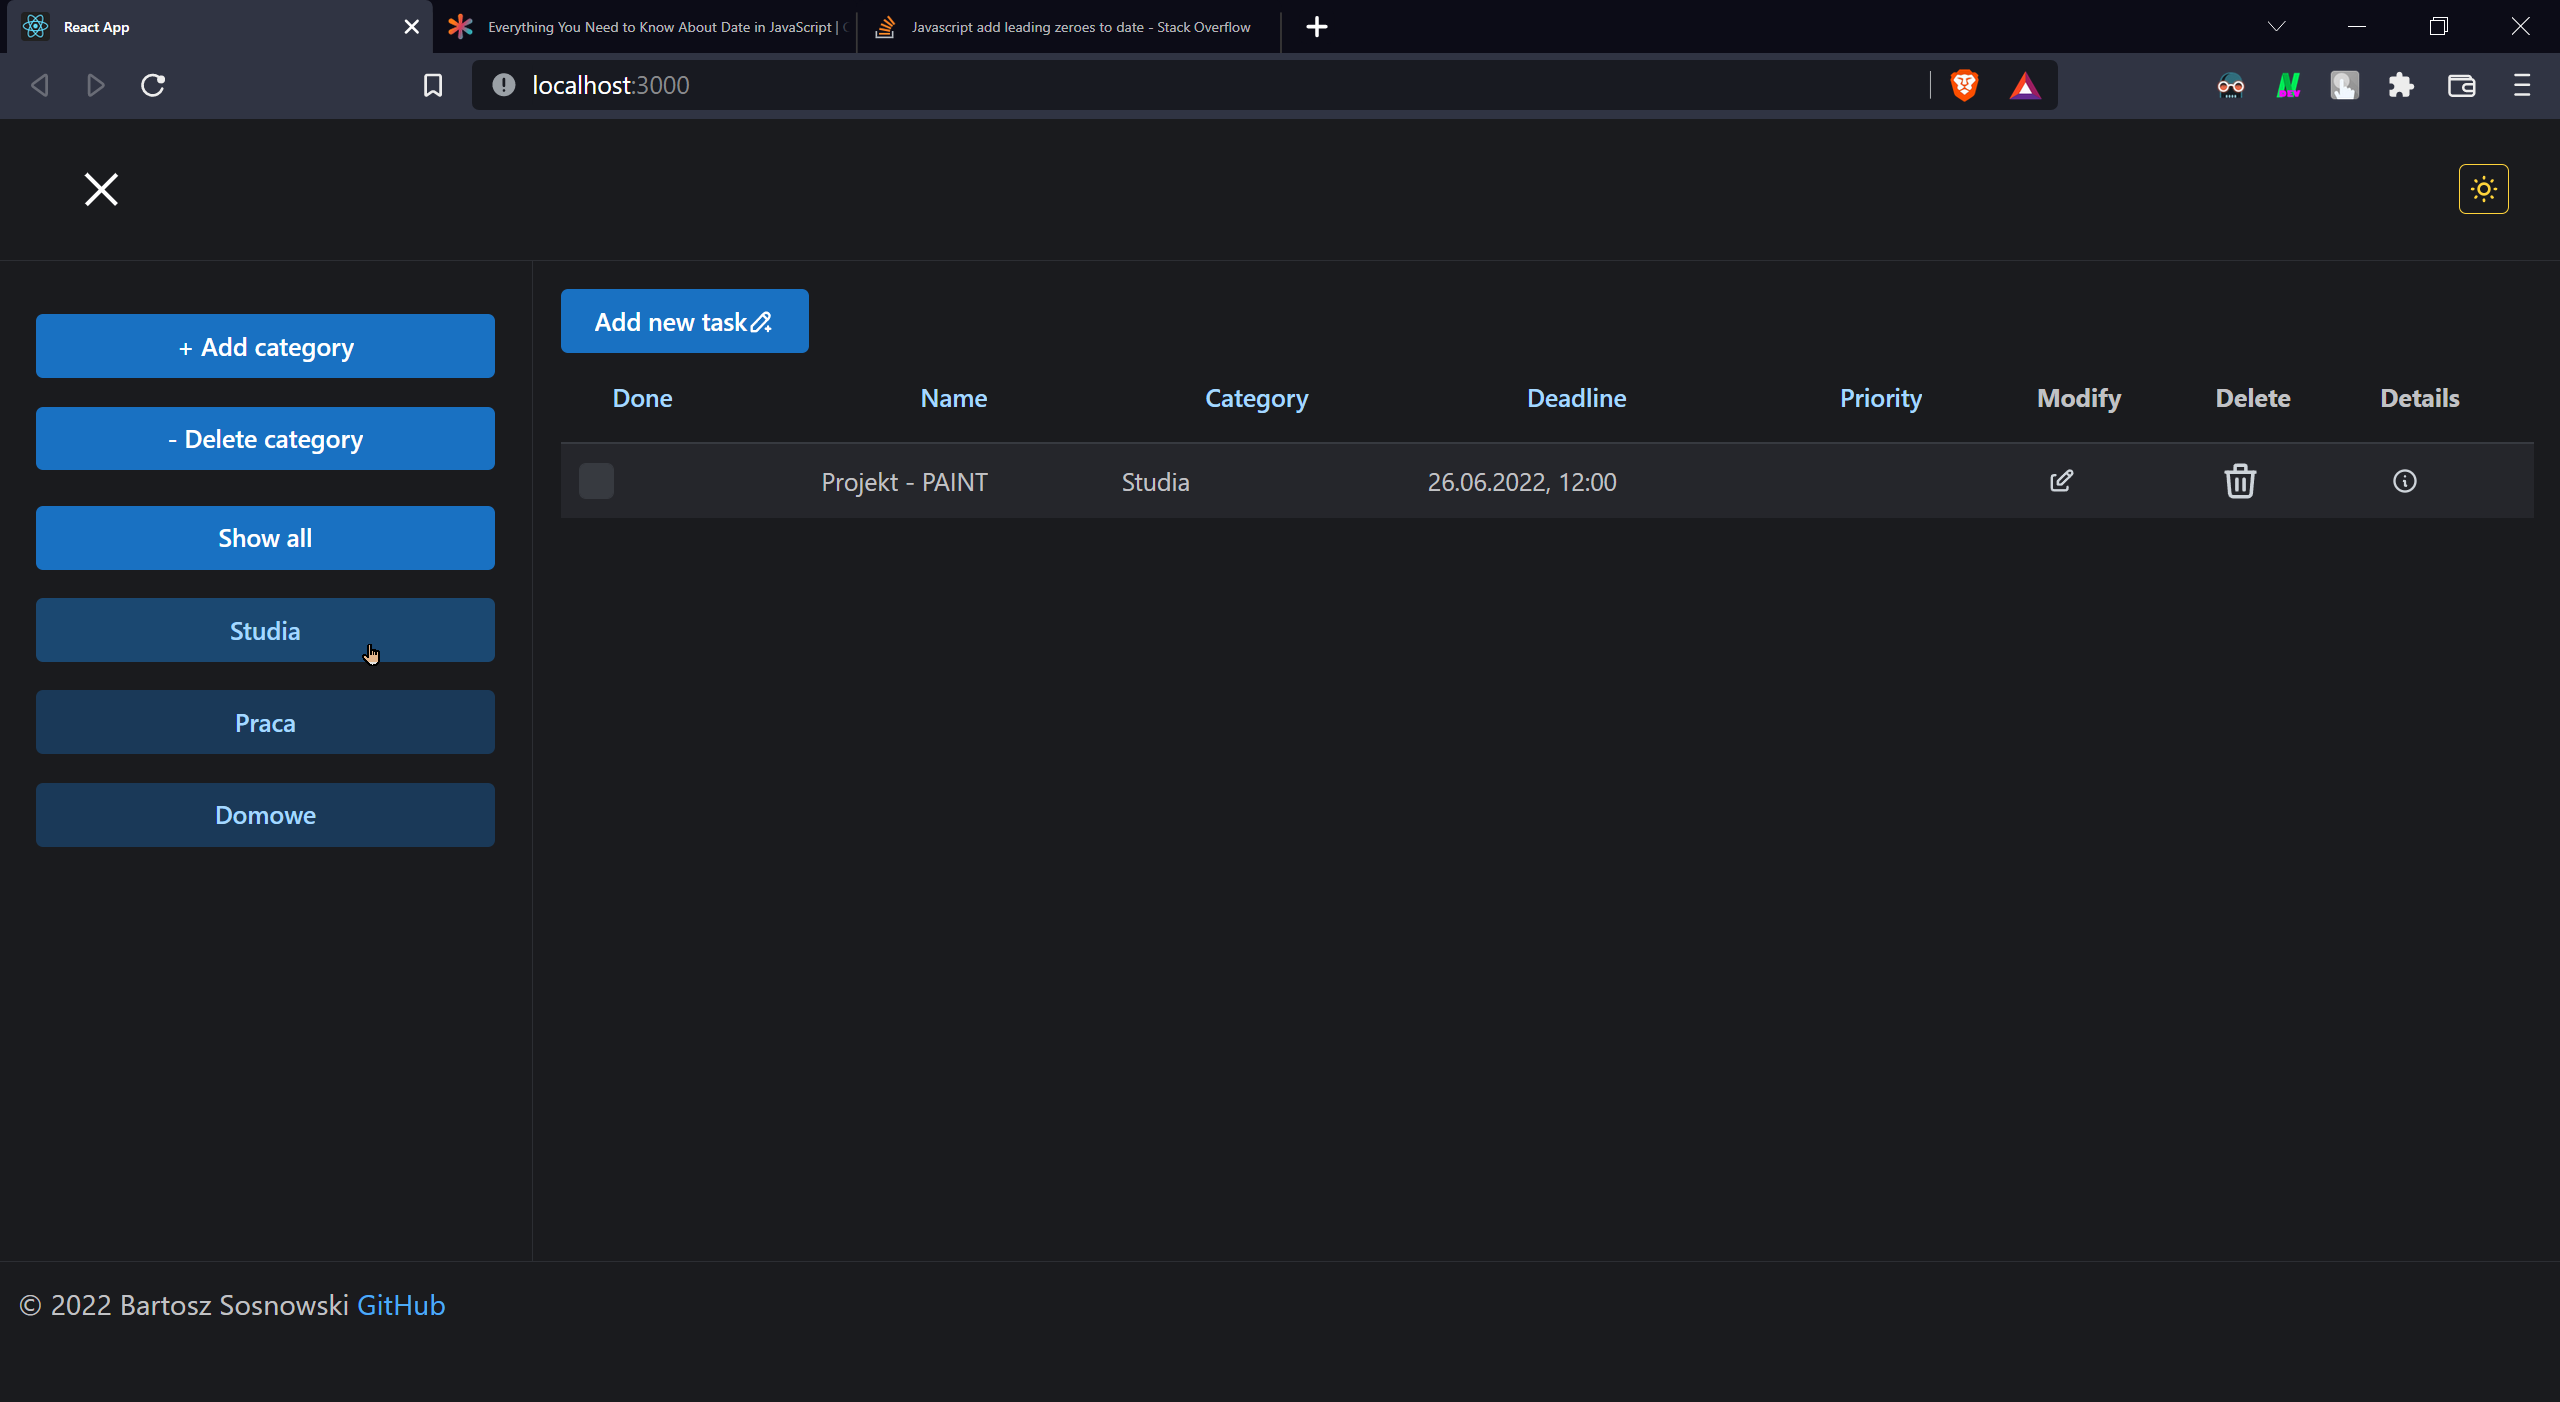 React App
Everything You Need to Know About Date in JavaScript |
Javascript add leading zeroes to date - Stack Overflow
localhost:3000
+ Add category
- Delete category
Show all
Studia
Praca
Domowe
Add new task
Done Name Category Deadline Priority Modify Delete Details
Projekt - PAINT Studia 26.06.2022, 12:00
© 2022 Bartosz Sosnowski GitHub